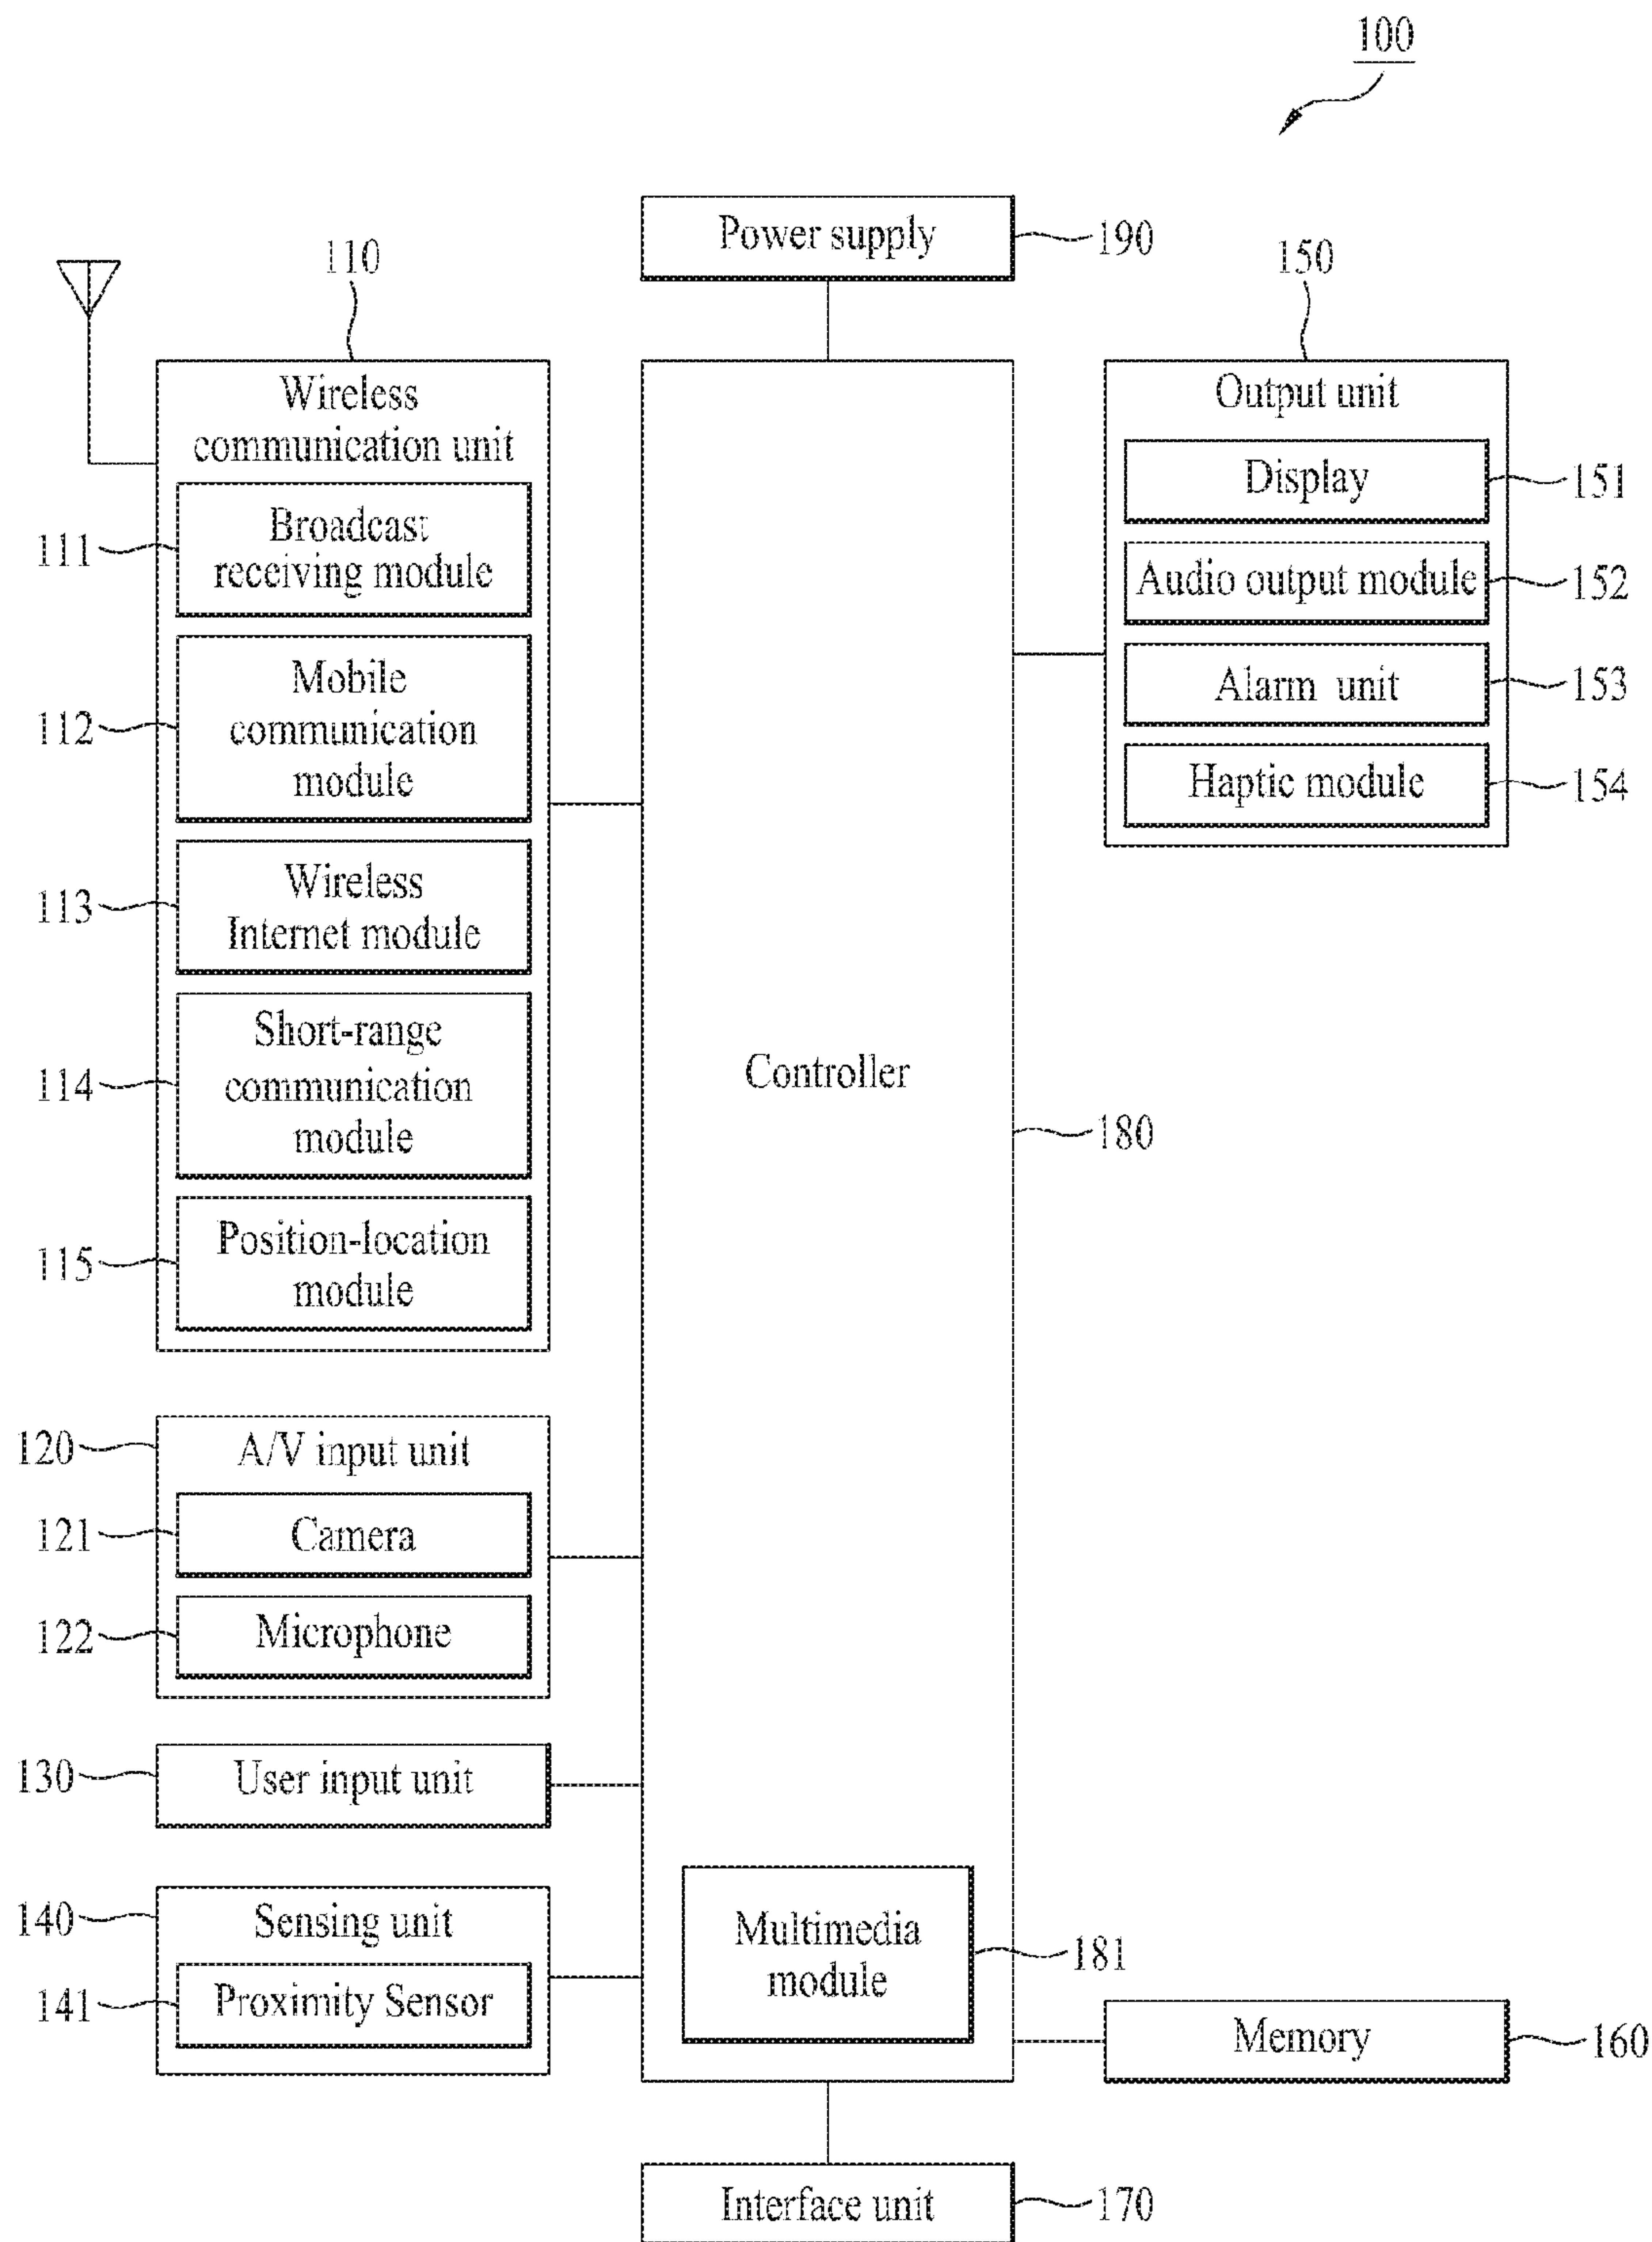 100
Power supply
190
110
150
Wireless
communication unit
Broadcast
receiving module
111
Mobile
communication
module
112
Wireless
Internet module
113
Short-range
communication
module
114
Position-location
module
115
Output unit
Display
151
Audio output module
152
Alarm unit
153
Haptic module
154
Controller
180
120
A/V input unit
121
Camera
122
Microphone
130
User input unit
140
Sensing unit
141
Proximity Sensor
Multimedia
module
181
Memory
160
Interface unit
170